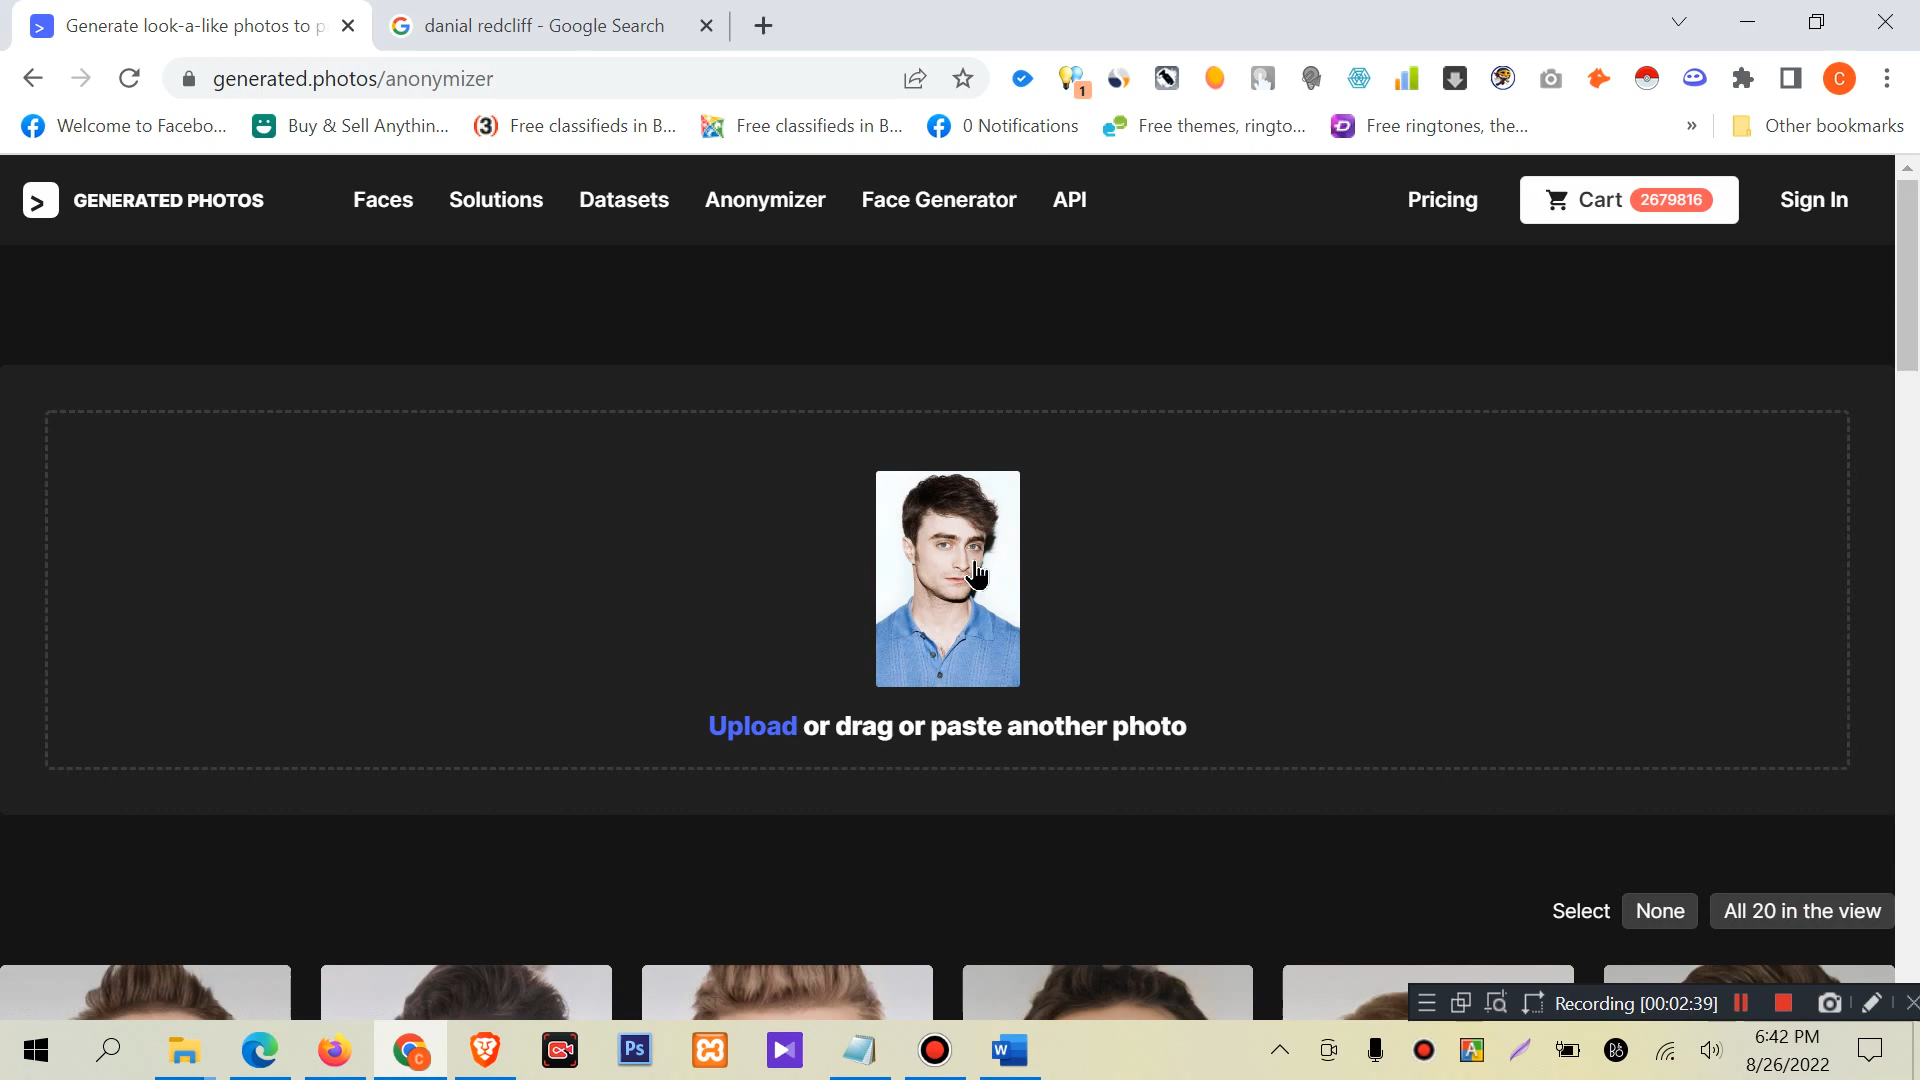 Generate look-a-like photos to p
danial redcliff - Google Search
generated.photos/anonymizer
1
C
Welcome to Facebo...
Buy & Sell Anythin...
Free classifieds in B...
Free classifieds in B...
0 Notifications
Free themes, ringto...
Free ringtones, the...
»
Other bookmarks
GENERATED PHOTOS
Faces
Solutions
Datasets
Anonymizer
Face Generator
API
Pricing
Cart 2679816
Sign In
Upload or drag or paste another photo
Select
None
All 20 in the view
Recording [00:02:39]
6:42 PM
8/26/2022